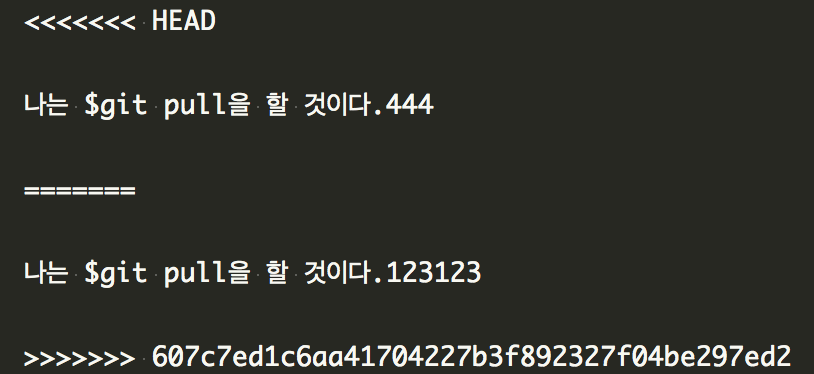 <<<<<<< HEAD
나는 $git pull을 할 것이다.444
=======
나는 $git pull을 할 것이다.123123
>>>>>>> 607c7ed1c6aa41704227b3f892327f04be297ed2